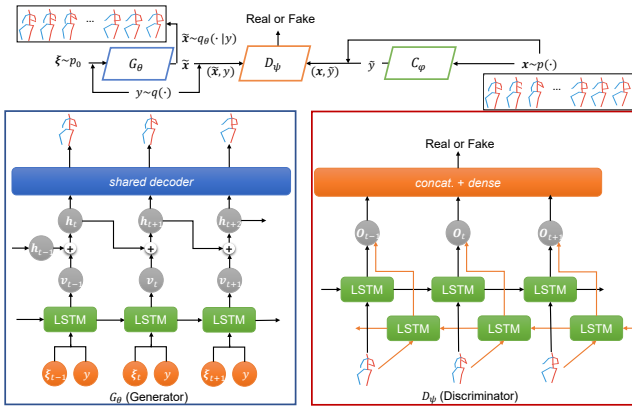 Real or Fake
...
x̃~q_θ(·|y)
ξ~p₀
G_θ
x̃
(x̃, y)
D_ψ
(x, ỹ)
ỹ
C_φ
x~p(·)
y~q(·)
...
shared decoder
h_t
h_{t+1}
h_{t+2}
h_{t-1}
+
+
+
v_{t-1}
v_t
v_{t+1}
LSTM
LSTM
LSTM
ξ_{t-1}
y
ξ_t
y
ξ_{t+1}
y
G_θ (Generator)
Real or Fake
concat. + dense
O_{t-1}
O_t
O_{t+1}
LSTM
LSTM
LSTM
LSTM
LSTM
LSTM
D_ψ (Discriminator)